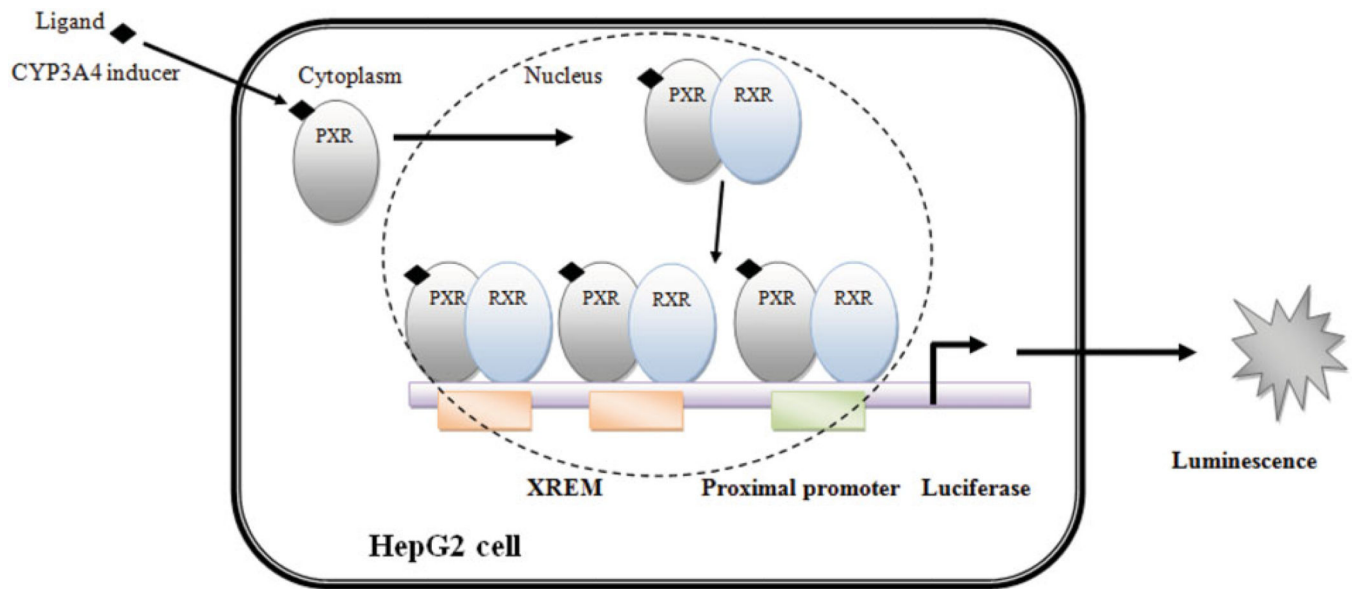 Ligand
CYP3A4 inducer
Cytoplasm
Nucleus
PXR
PXR
RXR
PXR
RXR
PXR
RXR
PXR
RXR
XREM
Proximal promoter
Luciferase
Luminescence
HepG2 cell